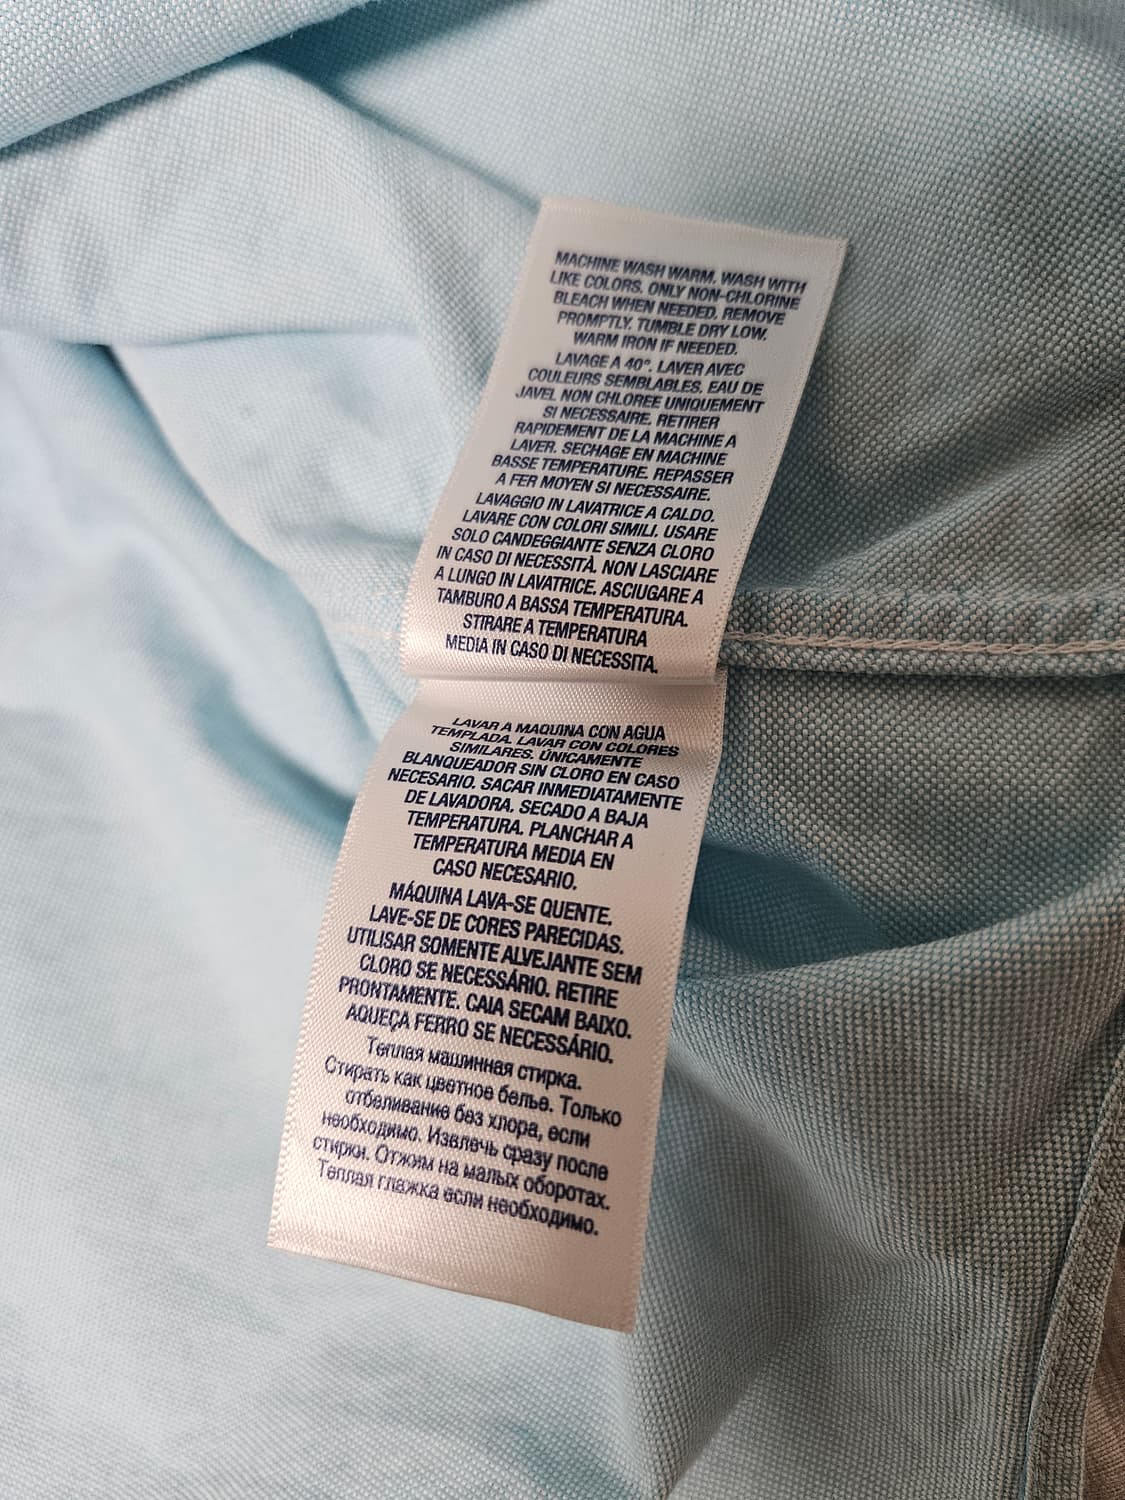 MACHINE WASH WARM. WASH WITH
LIKE COLORS. ONLY NON-CHLORINE
BLEACH WHEN NEEDED. REMOVE
PROMPTLY. TUMBLE DRY LOW.
WARM IRON IF NEEDED.
LAVAGE A 40°. LAVER AVEC
COULEURS SEMBLABLES. EAU DE
JAVEL NON CHLOREE UNIQUEMENT
SI NECESSAIRE. RETIRER
RAPIDEMENT DE LA MACHINE A
LAVER. SECHAGE EN MACHINE
BASSE TEMPERATURE. REPASSER
A FER MOYEN SI NECESSAIRE.
LAVAGGIO IN LAVATRICE A CALDO.
LAVARE CON COLORI SIMILI. USARE
SOLO CANDEGGIANTE SENZA CLORO
IN CASO DI NECESSITÀ. NON LASCIARE
A LUNGO IN LAVATRICE. ASCIUGARE A
TAMBURO A BASSA TEMPERATURA.
STIRARE A TEMPERATURA
MEDIA IN CASO DI NECESSITA.
LAVAR A MAQUINA CON AGUA
TEMPLADA. LAVAR CON COLORES
SIMILARES. ÚNICAMENTE
BLANQUEADOR SIN CLORO EN CASO
NECESARIO. SACAR INMEDIATAMENTE
DE LAVADORA. SECADO A BAJA
TEMPERATURA. PLANCHAR A
TEMPERATURA MEDIA EN
CASO NECESARIO.
MÁQUINA LAVA-SE QUENTE.
LAVE-SE DE CORES PARECIDAS.
UTILISAR SOMENTE ALVEJANTE SEM
CLORO SE NECESSÁRIO. RETIRE
PRONTAMENTE. CAIA SECAM BAIXO.
AQUEÇA FERRO SE NECESSÁRIO.
Теплая машинная стирка.
Стирать как цветное белье. Только
отбеливание без хлора, если
необходимо. Извлечь сразу после
стирки. Отжим на малых оборотах.
Теплая глажка если необходимо.